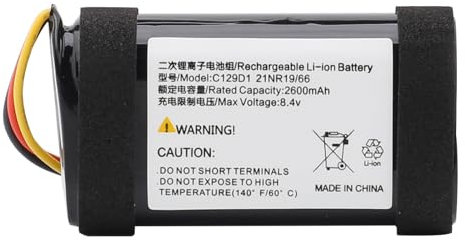 二次锂离子电池组/Rechargeable Li-ion Battery
型号/Model: C129D1 21NR19/66
额定电容量/Rated Capacity: 2600mAh
充电限制电压/Max Voltage: 8.4v
WARNING!
CAUTION:
.DO NOT SHORT TERMINALS
.DO NOT EXPOSE TO HIGH
TEMPERATURE(140° F/60° C)
Li-ion
MADE IN CHINA